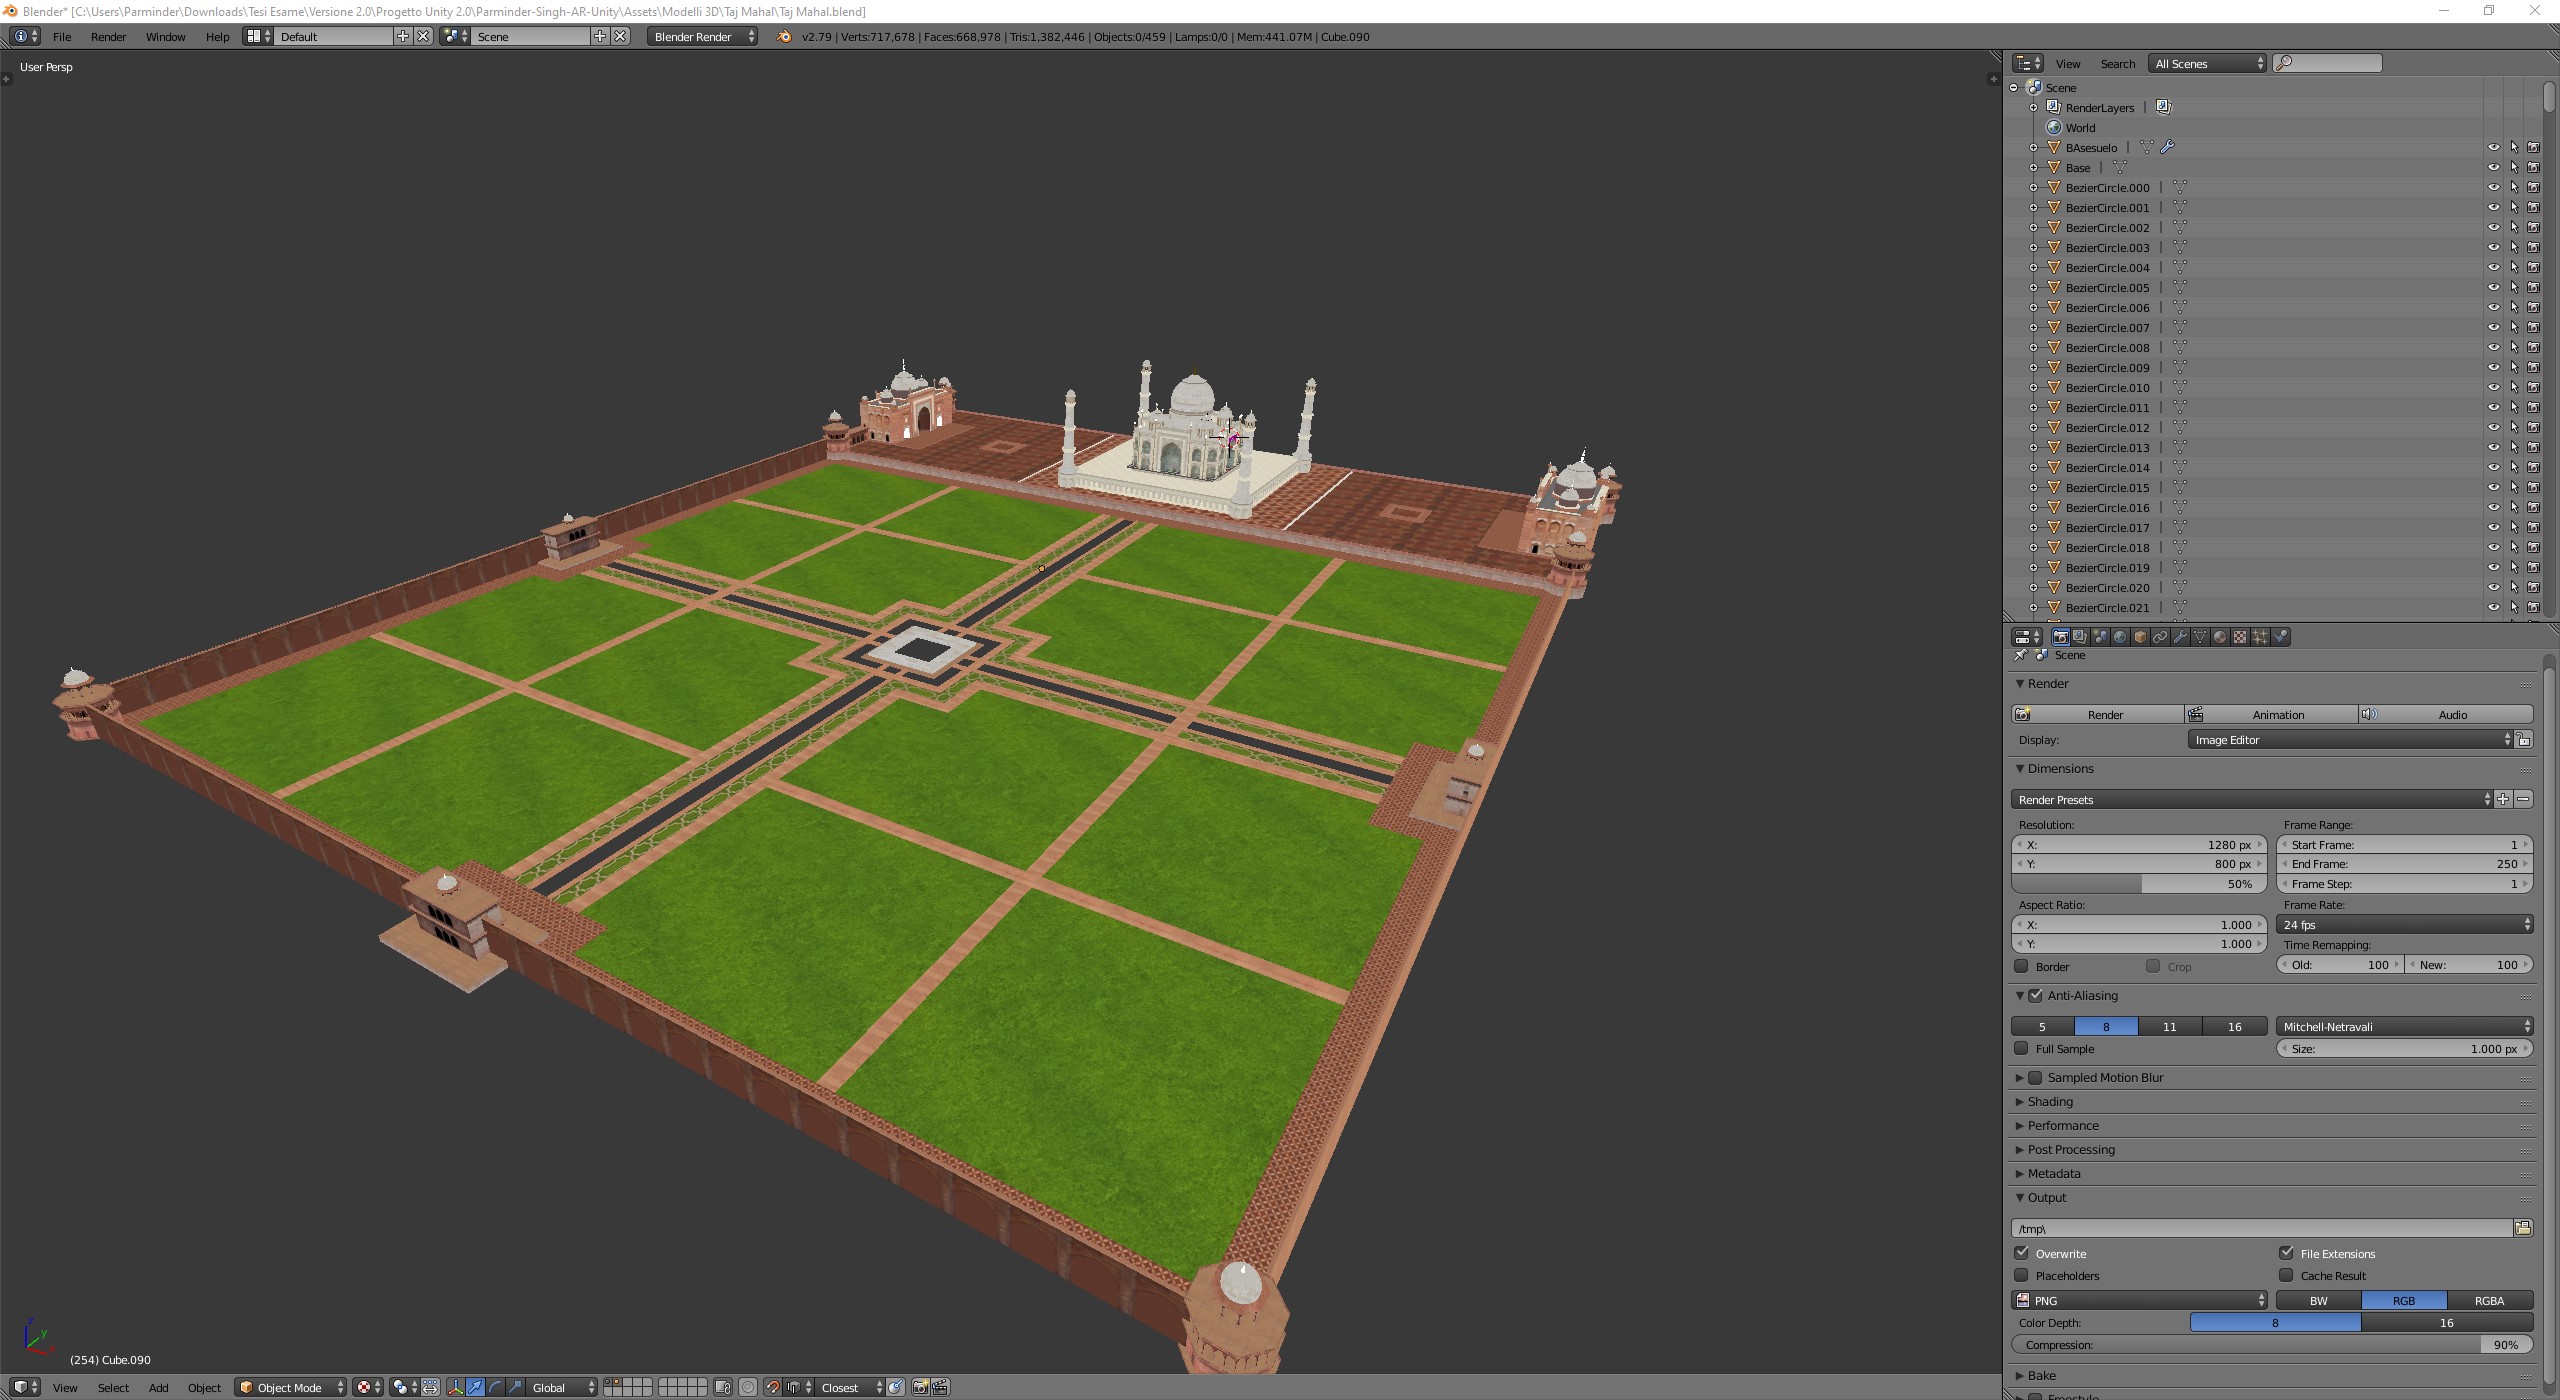 Blender* [C:\Users\Parminder\Downloads\Tesi Esame\Versione 2.0\Progetto Unity 2.0\Parminder-Singh-AR-Unity\Assets\Modelli 3D\Taj Mahal\Taj Mahal.blend]
File Render Window Help Default Scene Blender Render v2.79 | Verts:717,678 | Faces:668,978 | Tris:1,382,446 | Objects:0/459 | Lamps:0/0 | Mem:441.07M | Cube.090
User Persp
View Search All Scenes
Scene
RenderLayers |
World
BAsesuelo |
Base |
BezierCircle.000 |
BezierCircle.001 |
BezierCircle.002 |
BezierCircle.003 |
BezierCircle.004 |
BezierCircle.005 |
BezierCircle.006 |
BezierCircle.007 |
BezierCircle.008 |
BezierCircle.009 |
BezierCircle.010 |
BezierCircle.011 |
BezierCircle.012 |
BezierCircle.013 |
BezierCircle.014 |
BezierCircle.015 |
BezierCircle.016 |
BezierCircle.017 |
BezierCircle.018 |
BezierCircle.019 |
BezierCircle.020 |
BezierCircle.021 |
Scene
Render
Render Animation Audio
Display: Image Editor
Dimensions
Render Presets
Resolution: Frame Range:
X: 1280 px Start Frame: 1
Y: 800 px End Frame: 250
50% Frame Step: 1
Aspect Ratio: Frame Rate:
X: 1.000 24 fps
Y: 1.000 Time Remapping:
Border Crop Old: 100 New: 100
Anti-Aliasing
5 8 11 16 Mitchell-Netravali
Full Sample Size: 1.000 px
Sampled Motion Blur
Shading
Performance
Post Processing
Metadata
Output
/tmp\
Overwrite File Extensions
Placeholders Cache Result
PNG BW RGB RGBA
Color Depth: 8 16
Compression: 90%
Bake
Freestyle
z
y
(254) Cube.090
View Select Add Object Object Mode Global Closest